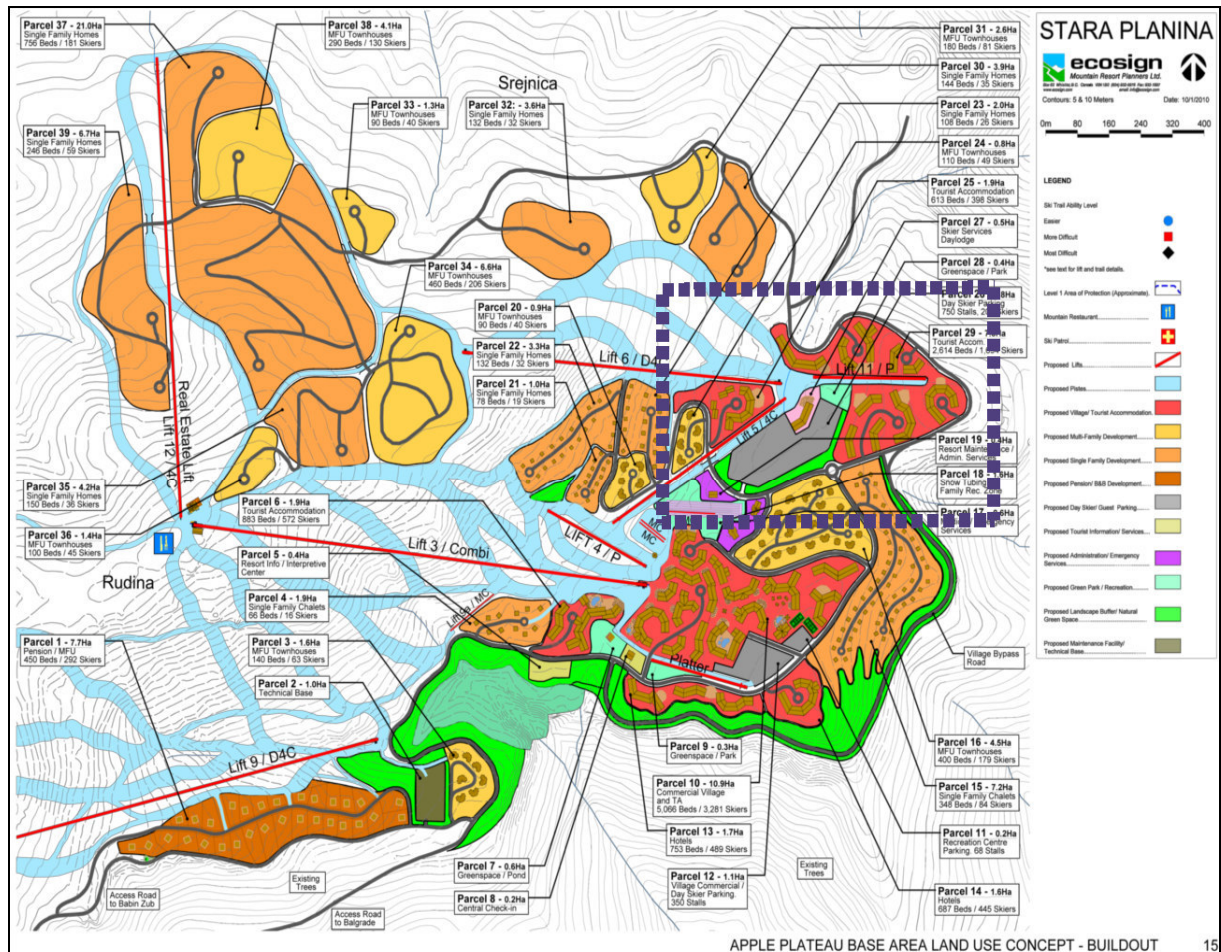 Parcel 37 - 21.0Ha
Single Family Homes
756 Beds / 181 Skiers
Parcel 38 - 4.1Ha
MFU Townhouses
290 Beds / 130 Skiers
Srejnica
Parcel 33 - 1.3Ha
MFU Townhouses
90 Beds / 40 Skiers
Parcel 32: - 3.6Ha
Single Family Homes
132 Beds / 32 Skiers
Parcel 39 - 6.7Ha
Single Family Homes
246 Beds / 59 Skiers
Parcel 31 - 2.6Ha
MFU Townhouses
180 Beds / 81 Skiers
Parcel 30 - 3.9Ha
Single Family Homes
144 Beds / 35 Skiers
Parcel 23 - 2.0Ha
Single Family Homes
108 Beds / 26 Skiers
Parcel 24 - 0.8Ha
MFU Townhouses
110 Beds / 49 Skiers
Parcel 25 - 1.9Ha
Tourist Accommodation
613 Beds / 398 Skiers
Parcel 27 - 0.5Ha
Skier Services
Daylodge
Parcel 28 - 0.4Ha
Greenspace / Park
Day Skier Parking
750 Stalls,
Parcel 29 -
Tourist Accom.
2,614 Beds /
Skiers
Parcel 34 - 6.6Ha
MFU Townhouses
460 Beds / 206 Skiers
Parcel 20 - 0.9Ha
MFU Townhouses
90 Beds / 40 Skiers
Parcel 22 - 3.3Ha
Single Family Homes
132 Beds / 32 Skiers
Parcel 21 - 1.0Ha
Single Family Homes
78 Beds / 19 Skiers
Lift 6 / D4C
Lift 11 / P
Lift 5 / 4C
Real Estate Lift
Lift 12 / 4C
Parcel 19 -
Resort Maintenance /
Admin. Services
Parcel 18 - 1.6Ha
Snow Tubing
Family Rec. Zone
Parcel 17 -
Services
MC
MC
Parcel 35 - 4.2Ha
Single Family Homes
150 Beds / 36 Skiers
Parcel 36 - 1.4Ha
MFU Townhouses
100 Beds / 45 Skiers
Rudina
Parcel 6 - 1.9Ha
Tourist Accommodation
883 Beds / 572 Skiers
Parcel 5 - 0.4Ha
Resort Info / Interpretive
Center
Parcel 4 - 1.9Ha
Single Family Chalets
66 Beds / 16 Skiers
Parcel 3 - 1.6Ha
MFU Townhouses
140 Beds / 63 Skiers
Parcel 2 - 1.0Ha
Technical Base
Parcel 1 - 7.7Ha
Pension / MFU
450 Beds / 292 Skiers
Lift 3 / Combi
LIFT 4 / P
/ MC
Platter
Lift 9 / D4C
Village Bypass
Road
Parcel 9 - 0.3Ha
Greenspace / Park
Parcel 10 - 10.9Ha
Commercial Village
and TA
5,066 Beds / 3,281 Skiers
Parcel 13 - 1.7Ha
Hotels
753 Beds / 489 Skiers
Parcel 12 - 1.1Ha
Village Commercial /
Day Skier Parking.
350 Stalls
Parcel 16 - 4.5Ha
MFU Townhouses
400 Beds / 179 Skiers
Parcel 15 - 7.2Ha
Single Family Chalets
348 Beds / 84 Skiers
Parcel 11 - 0.2Ha
Recreation Centre
Parking. 68 Stalls
Parcel 14 - 1.6Ha
Hotels
687 Beds / 445 Skiers
Parcel 7 - 0.6Ha
Greenspace / Pond
Parcel 8 - 0.2Ha
Central Check-in
Existing
Trees
Existing
Trees
Access Road
to Babin Zub
Access Road
to Balgrade
STARA PLANINA
ecosign
Mountain Resort Planners Ltd.
Contours: 5 & 10 Meters
Date: 10/1/2010
0m 80 160 240 320 400
LEGEND
Ski Trail Ability Level
Easier
More Difficult
Most Difficult
*see text for lift and trail details.
Level 1 Area of Protection (Approximate).
Mountain Restaurent
Ski Patrol
Proposed Lifts
Proposed Pistes
Proposed Village/ Tourist Accommodation.
Proposed Multi-Family Development
Proposed Single Family Development
Proposed Pension/ B&B Development
Proposed Day Skier/ Guest Parking
Proposed Tourist Information/ Services
Proposed Administration/ Emergency
Services
Proposed Green Park / Recreation
Proposed Landscape Buffer/ Natural
Green Space
Proposed Maintenance Facility/
Technical Base
APPLE PLATEAU BASE AREA LAND USE CONCEPT - BUILDOUT